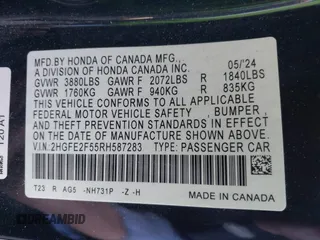 MFD.BY HONDA OF CANADA MFG., 05/'24
A DIVISION OF HONDA CANADA INC.
GVWR 3880LBS GAWR F 2072LBS R 1840LBS
GVWR 1760KG GAWR F 940KG R 835KG
THIS VEHICLE CONFORMS TO ALL APPLICABLE
FEDERAL MOTOR VEHICLE SAFETY, BUMPER,
AND THEFT PREVENTION STANDARDS IN EFFECT ON
THE DATE OF MANUFACTURE SHOWN ABOVE.
V.I.N: 2HGFE2F55RH587283 TYPE: PASSENGER CAR
T23 R AG5 -NH731P -Z -H
MADE IN CANADA
T20 A1
CLEARAMBID